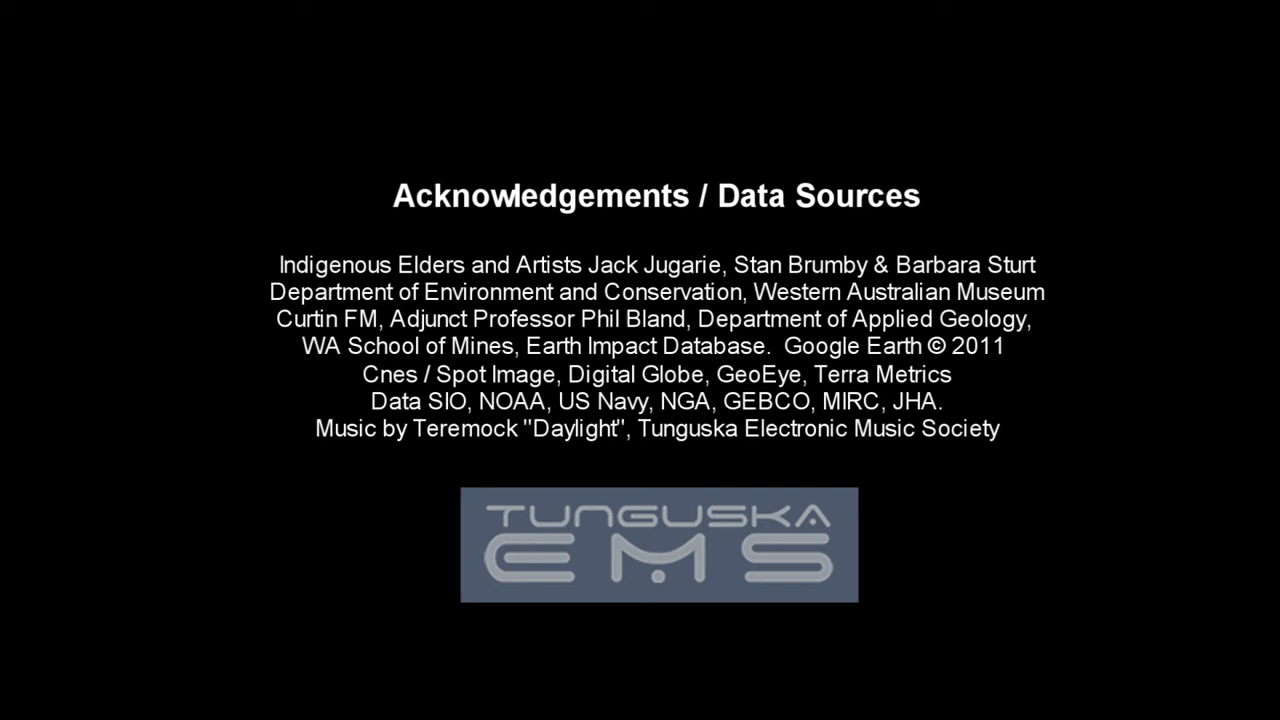 Acknowledgements / Data Sources
Indigenous Elders and Artists Jack Jugarie, Stan Brumby & Barbara Sturt
Department of Environment and Conservation, Western Australian Museum
Curtin FM, Adjunct Professor Phil Bland, Department of Applied Geology,
WA School of Mines, Earth Impact Database.  Google Earth © 2011
Cnes / Spot Image, Digital Globe, GeoEye, Terra Metrics
Data SIO, NOAA, US Navy, NGA, GEBCO, MIRC, JHA.
Music by Teremock "Daylight", Tunguska Electronic Music Society
TUNGUSKA
EMS